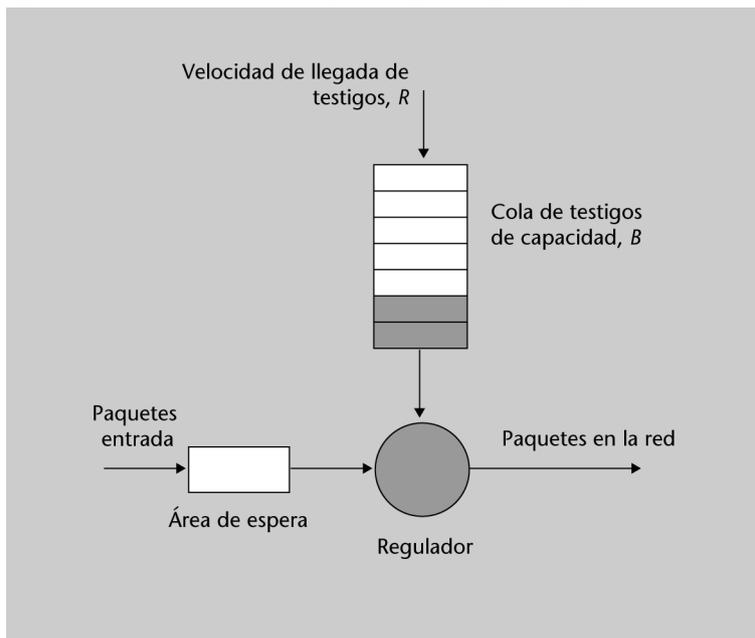 Velocidad de llegada de
testigos, R
Cola de testigos
de capacidad, B
Paquetes
entrada
Paquetes en la red
Área de espera
Regulador